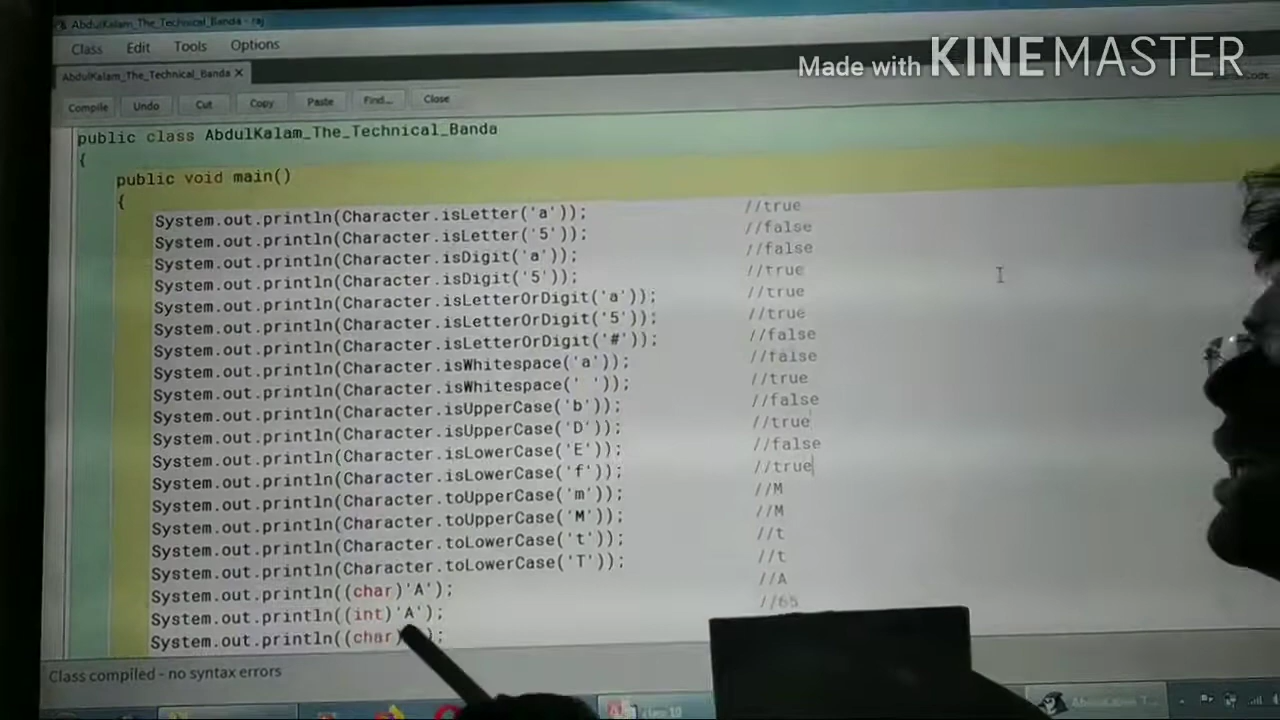 AbdulKalam_The_Technical_Banda - raj
Class Edit Tools Options
Made with KINEMASTER
AbdulKalam_The_Technical_Banda ×
Compile Undo Cut Copy Paste Find... Close
public class AbdulKalam_The_Technical_Banda
{
public void main()
{
System.out.println(Character.isLetter('a')); //true
System.out.println(Character.isLetter('5')); //false
System.out.println(Character.isDigit('a')); //false
System.out.println(Character.isDigit('5')); //true
System.out.println(Character.isLetterOrDigit('a')); //true
System.out.println(Character.isLetterOrDigit('5')); //true
System.out.println(Character.isLetterOrDigit('#')); //false
System.out.println(Character.isWhitespace('a')); //false
System.out.println(Character.isWhitespace(' ')); //true
System.out.println(Character.isUpperCase('b')); //false
System.out.println(Character.isUpperCase('D')); //true
System.out.println(Character.isLowerCase('E')); //false
System.out.println(Character.isLowerCase('f')); //true
System.out.println(Character.toUpperCase('m')); //M
System.out.println(Character.toUpperCase('M')); //M
System.out.println(Character.toLowerCase('t')); //t
System.out.println(Character.toLowerCase('T')); //t
System.out.println((char)'A'); //A
System.out.println((int)'A'); //65
System.out.println((char) );
Class compiled - no syntax errors